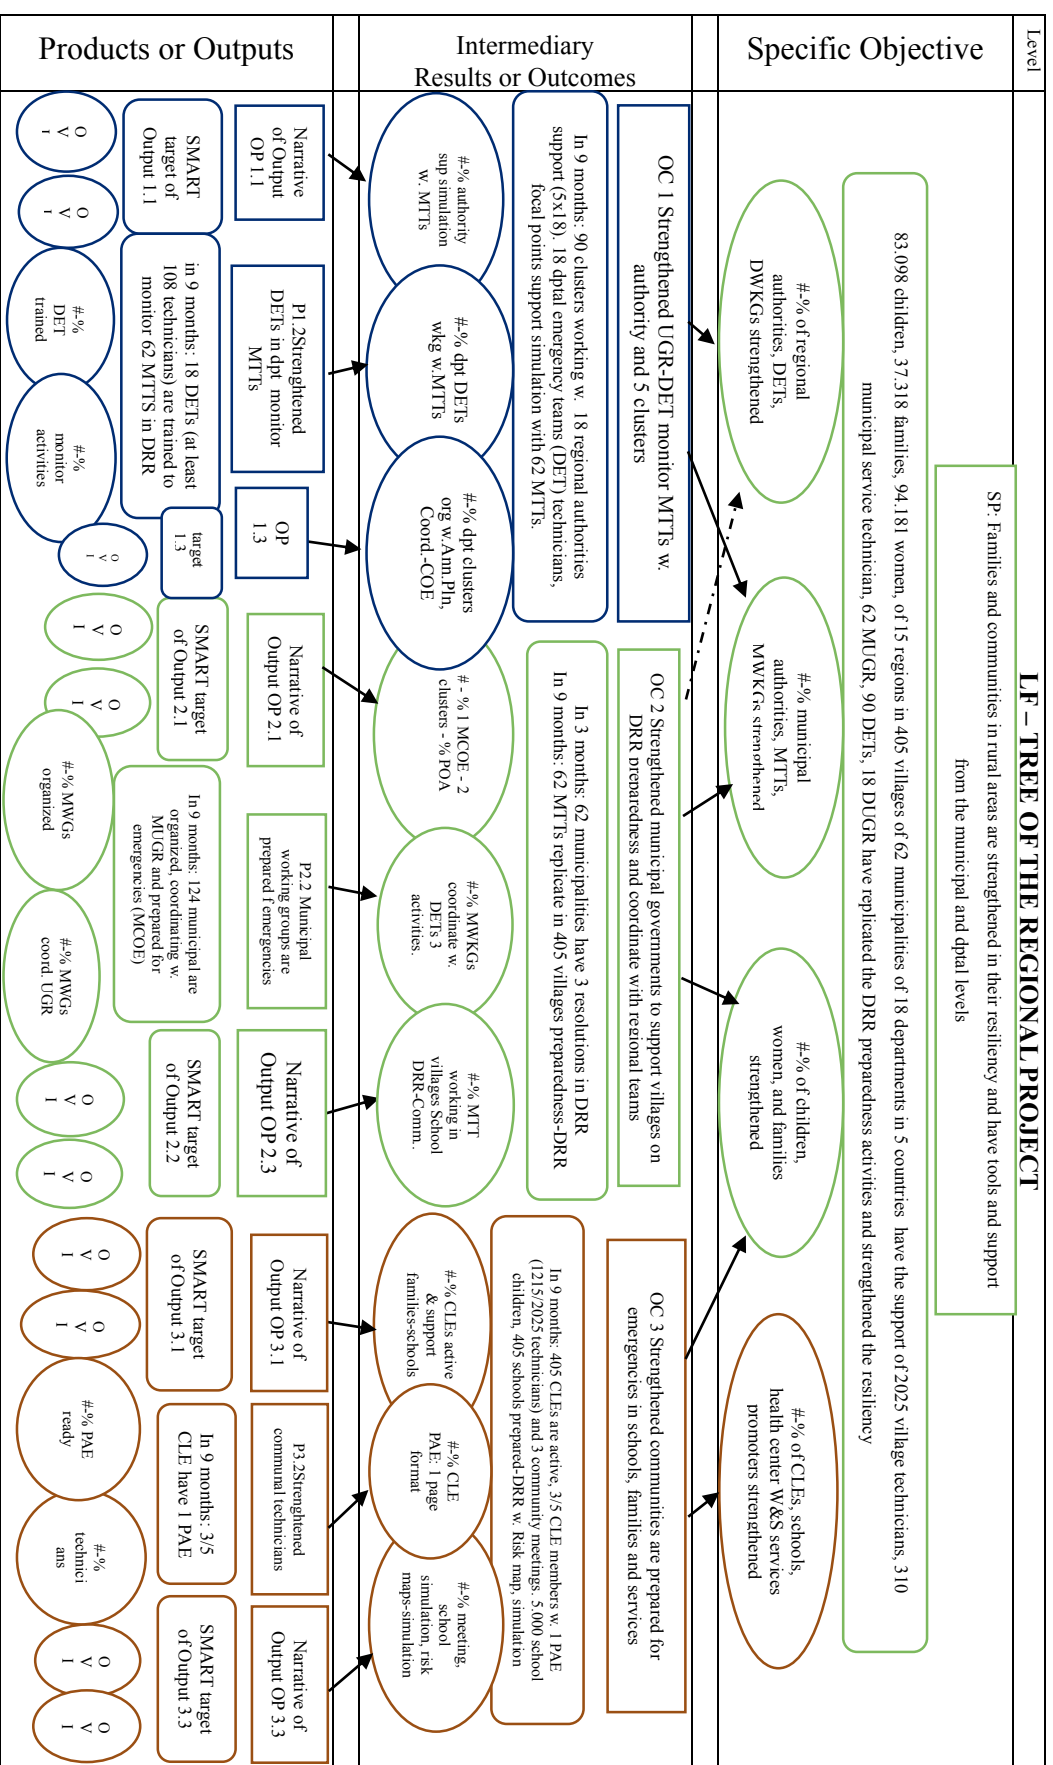 LF – TREE OF THE REGIONAL PROJECT
Level
Specific Objective
SP: Families and communities in rural areas are strengthened in their resiliency and have tools and support
from the municipal and dptal levels
83.098 children, 37.318 families, 94.181 women, of 15 regions in 405 villages of 62 municipalities of 18 departments in 5 countries have the support of 2025 village technicians, 310
municipal service technician, 62 MUGR, 90 DETs, 18 DUGR have replicated the DRR preparedness activities and strengthened the resiliency
#-% of regional
authorities, DETs,
DWKGs strengthened
#-% municipal
authorities, MTTs,
MWKGs strengthened
#-% of children,
women, and families
strengthened
#-% of CLEs, schools,
health center W&S services
promoters strengthened
Intermediary
Results or Outcomes
OC 1 Strengthened UGR-DET monitor MTTs w.
authority and 5 clusters
In 9 months: 90 clusters working w. 18 regional authorities
support (5x18). 18 dptal emergency teams (DET) technicians,
focal points support simulation with 62 MTTs.
#-% authority
sup simulation
w. MTTs
#-% dpt DETs
wkg w.MTTs
#-% dpt clusters
org w.Ann.Pln,
Coord.-COE
OC 2 Strengthened municipal governments to support villages on
DRR preparedness and coordinate with regional teams
In 3 months: 62 municipalities have 3 resolutions in DRR
In 9 months: 62 MTTs replicate in 405 villages preparedness-DRR
# - % 1 MCOE - 2
clusters - %POA
#-% MWKGs
coordinate w.
DETs 3
activities.
#-% MTT
working in
villages School
DRR-Comm.
OC 3 Strengthened communities are prepared for
emergencies in schools, families and services
In 9 months: 405 CLEs are active, 3/5 CLE members w. 1 PAE
(1215/2025 technicians) and 3 community meetings. 5.000 school
children, 405 schools prepared-DRR w. Risk map, simulation
#-% CLEs active
& support
families-schools
#-% CLE
PAE: 1 page
format
#-% meeting,
school
simulation, risk
maps-simulation
Products or Outputs
Narrative
of Output
OP 1.1
P1.2Strenghtened
DETs in dpt monitor
MTTs
OP
1.3
Narrative of
Output OP 2.1
P2.2 Municipal
working groups are
prepared f emergencies
Narrative of
Output OP 2.3
Narrative of
Output OP 3.1
P3.2Strenghtened
communal technicians
Narrative of
Output OP 3.3
SMART
target of
Output 1.1
in 9 months: 18 DETs (at least
108 technicians) are trained to
monitor 62 MTTS in DRR
target
1.3
SMART target
of Output 2.1
In 9 months: 124 municipal are
organized, coordinating w.
MUGR and prepared for
emergencies (MCOE)
SMART target
of Output 2.2
SMART target
of Output 3.1
In 9 months: 3/5
CLE have 1 PAE
SMART target
of Output 3.3
O
V
I
O
V
I
#-%
DET
trained
#-%
monitor
activities
O
V
I
O
V
I
O
V
I
#-% MWGs
organized
#-% MWGs
coord. UGR
O
V
I
O
V
I
O
V
I
O
V
I
#-% PAE
ready
#-%
technici
ans
O
V
I
O
V
I